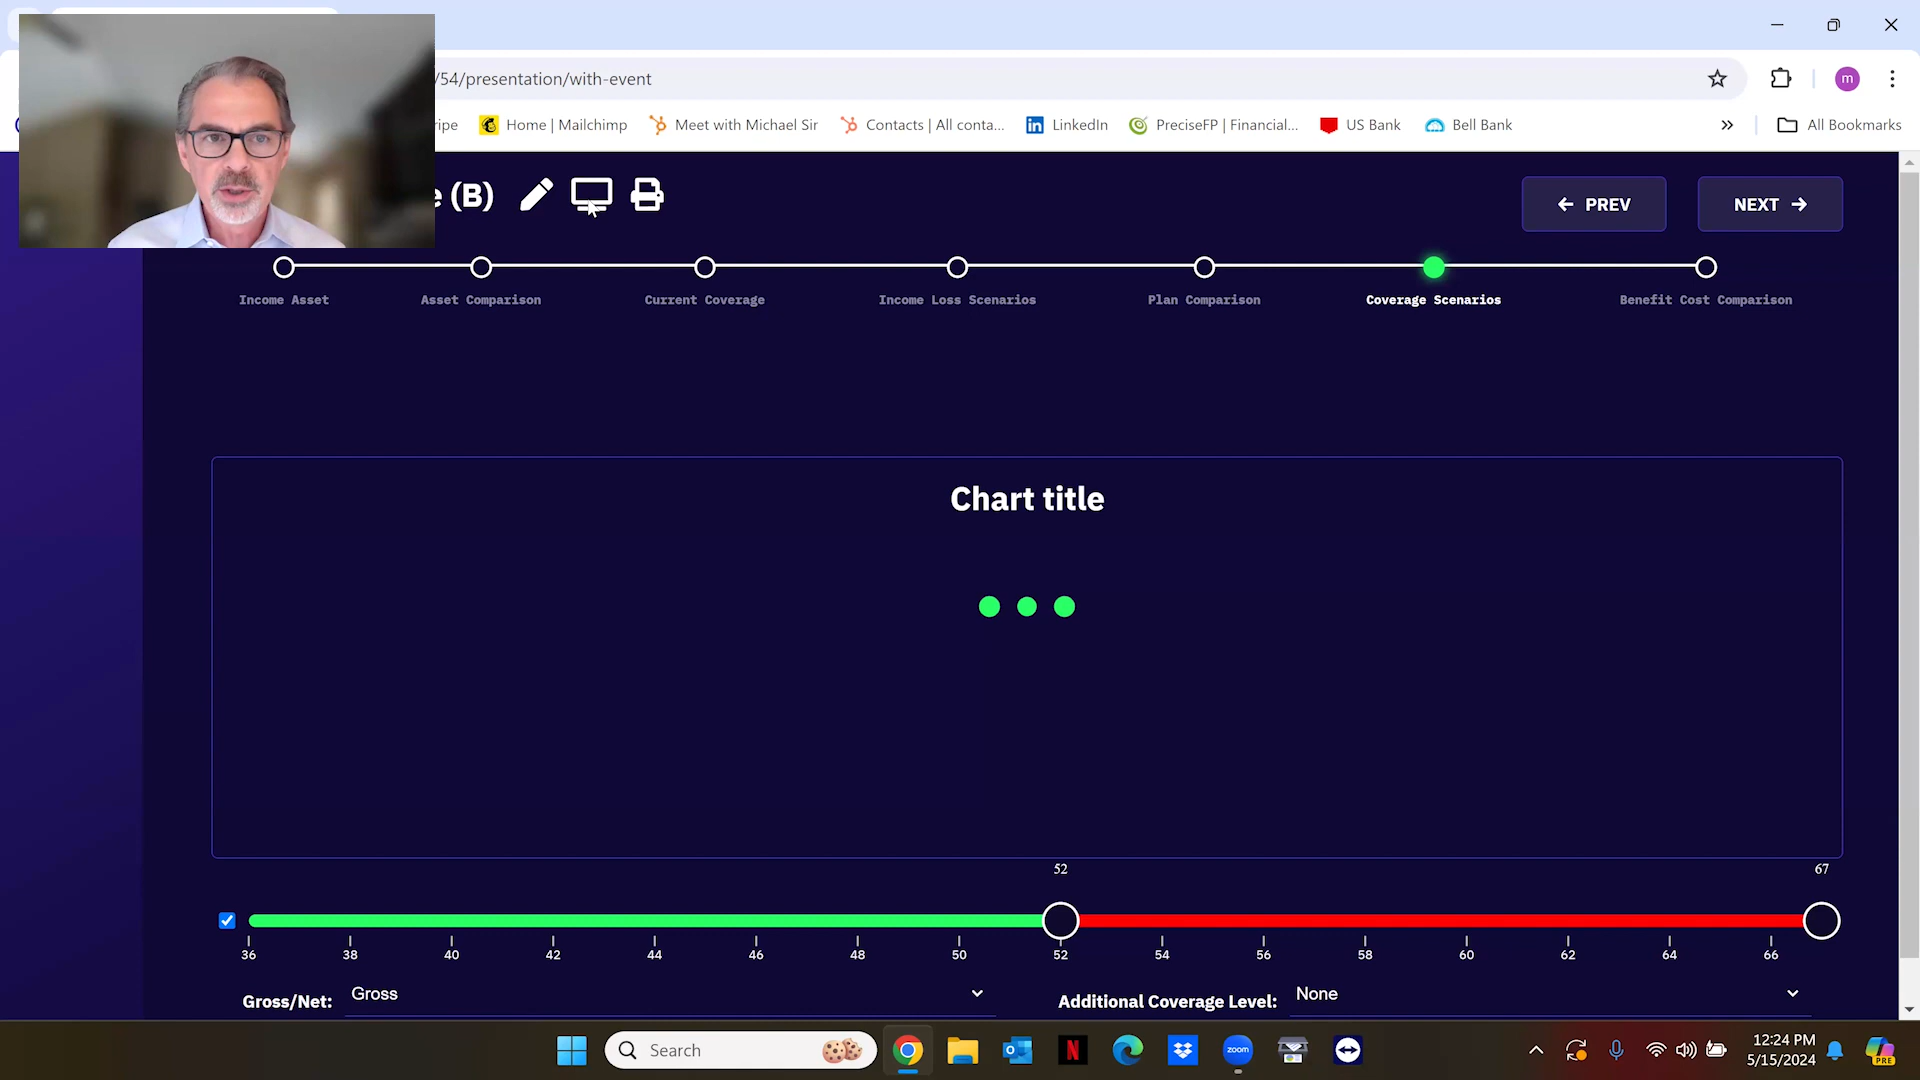 /54/presentation/with-event
m
ripe
Home | Mailchimp
Meet with Michael Sir
Contacts | All conta...
LinkedIn
PreciseFP | Financial...
US Bank
Bell Bank
»
All Bookmarks
e (B)
← PREV
NEXT →
Income Asset
Asset Comparison
Current Coverage
Income Loss Scenarios
Plan Comparison
Coverage Scenarios
Benefit Cost Comparison
Chart title
52
67
36 38 40 42 44 46 48 50 52 54 56 58 60 62 64 66
Gross/Net: Gross
Additional Coverage Level: None
Search
zoom
12:24 PM
5/15/2024
PRE